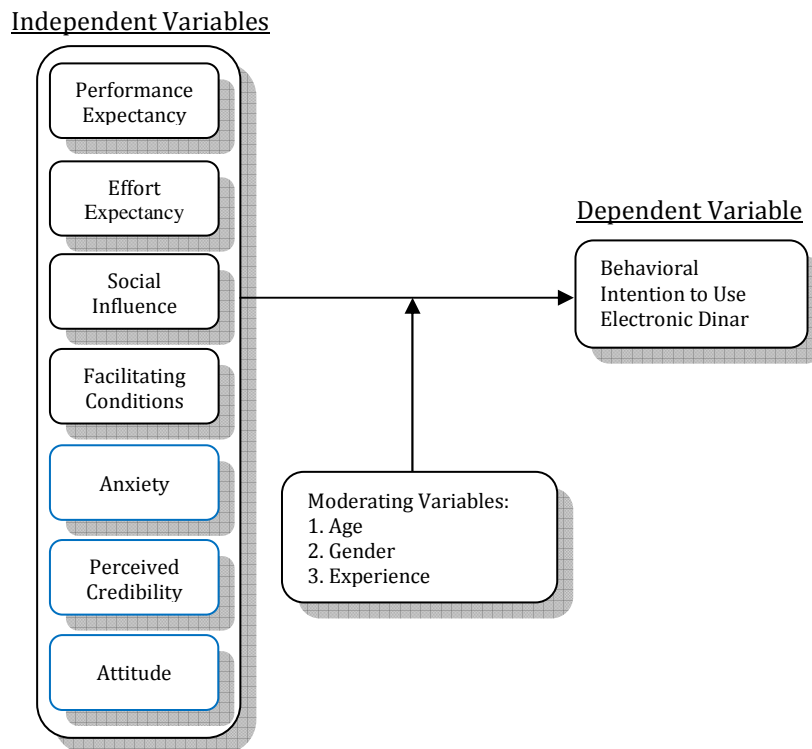 Independent Variables
Performance
Expectancy
Effort
Expectancy
Social
Influence
Facilitating
Conditions
Anxiety
Perceived
Credibility
Attitude
Moderating Variables:
1. Age
2. Gender
3. Experience
Dependent Variable
Behavioral
Intention to Use
Electronic Dinar